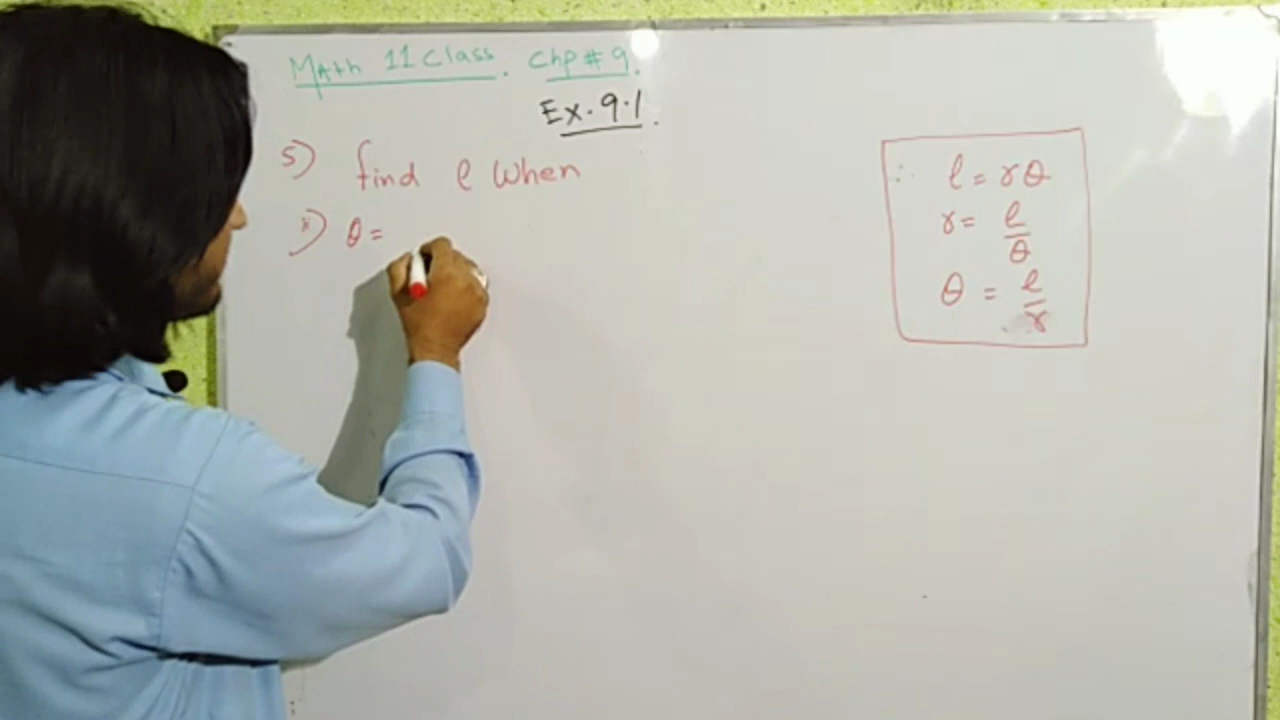 Math 11 Class. Chp # 9.
Ex. 9.1.
5) find l when
θ =
∴ l = rθ
r = l/θ
θ = l/r